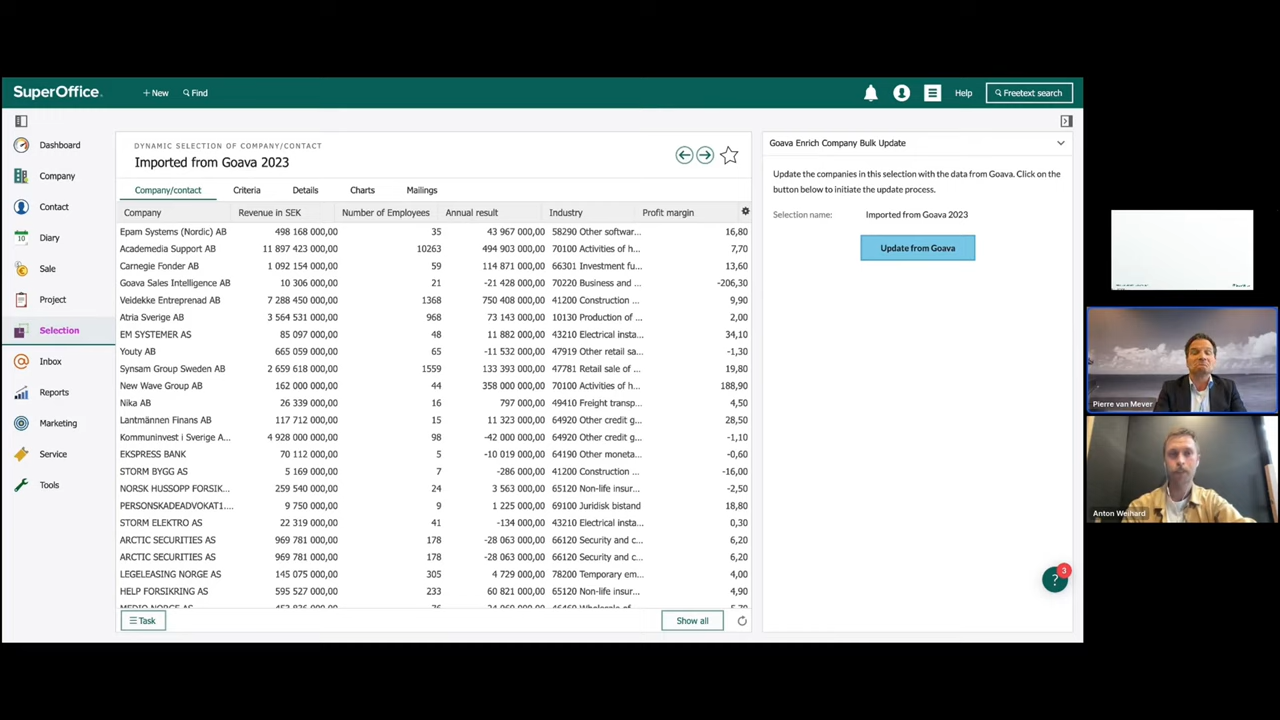 SuperOffice.
+ New
Find
Help
Freetext search
Dashboard
Company
Contact
10 Diary
Sale
Project
Selection
Inbox
Reports
Marketing
Service
Tools
DYNAMIC SELECTION OF COMPANY/CONTACT
Imported from Goava 2023
Company/contact Criteria Details Charts Mailings
Company Revenue in SEK Number of Employees Annual result Industry Profit margin
Epam Systems (Nordic) AB 498 168 000,00 35 43 967 000,00 58290 Other softwar... 16,80
Academedia Support AB 11 897 423 000,00 10263 494 903 000,00 70100 Activities of h... 7,70
Carnegie Fonder AB 1 092 154 000,00 59 114 871 000,00 66301 Investment fu... 13,60
Goava Sales Intelligence AB 10 306 000,00 21 -21 428 000,00 70220 Business and ... -206,30
Veidekke Entreprenad AB 7 288 450 000,00 1368 750 408 000,00 41200 Construction ... 9,90
Atria Sverige AB 3 564 531 000,00 968 73 143 000,00 10130 Production of ... 2,00
EM SYSTEMER AS 85 097 000,00 48 11 882 000,00 43210 Electrical insta... 34,10
Youty AB 665 059 000,00 65 -11 532 000,00 47919 Other retail sa... -1,30
Synsam Group Sweden AB 2 659 618 000,00 1559 133 393 000,00 47781 Retail sale of ... 19,80
New Wave Group AB 162 000 000,00 44 358 000 000,00 70100 Activities of h... 188,90
Nika AB 26 339 000,00 16 797 000,00 49410 Freight transp... 4,50
Lantmännen Finans AB 117 712 000,00 15 11 323 000,00 64920 Other credit g... 28,50
Kommuninvest i Sverige A... 4 928 000 000,00 98 -42 000 000,00 64920 Other credit g... -1,10
EKSPRESS BANK 70 112 000,00 5 -10 019 000,00 64190 Other moneta... -0,60
STORM BYGG AS 5 169 000,00 7 -286 000,00 41200 Construction ... -16,00
NORSK HUSSOPP FORSIK... 259 540 000,00 24 3 563 000,00 65120 Non-life insur... -2,50
PERSONSKADEADVOKAT1.... 9 750 000,00 9 1 225 000,00 69100 Juridisk bistand 18,80
STORM ELEKTRO AS 22 319 000,00 41 -134 000,00 43210 Electrical insta... 0,30
ARCTIC SECURITIES AS 969 781 000,00 178 -28 063 000,00 66120 Security and c... 6,20
ARCTIC SECURITIES AS 969 781 000,00 178 -28 063 000,00 66120 Security and c... 6,20
LEGELEASING NORGE AS 145 075 000,00 305 4 729 000,00 78200 Temporary em... 4,00
HELP FORSIKRING AS 595 527 000,00 233 60 821 000,00 65120 Non-life insur... 4,90
Task
Show all
Goava Enrich Company Bulk Update
Update the companies in this selection with the data from Goava. Click on the
button below to initiate the update process.
Selection name: Imported from Goava 2023
Update from Goava
? 3
Pierre van Mever
Anton Weihard